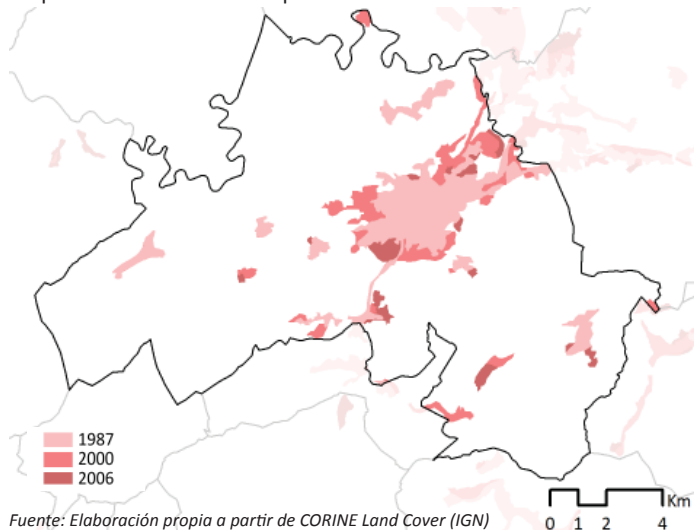 1987
2000
2006
Km
0 1 2 4
Fuente: Elaboración propia a partir de CORINE Land Cover (IGN)